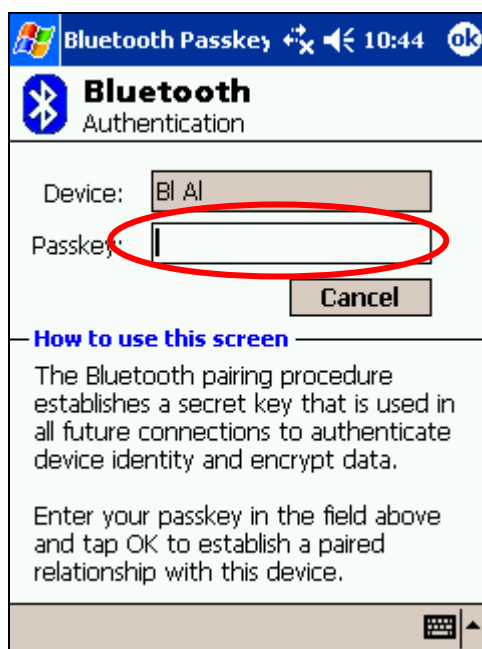 Bluetooth Passkey 10:44 ok
Bluetooth
Authentication
Device: Bl Al
Passkey:
Cancel
How to use this screen
The Bluetooth pairing procedure
establishes a secret key that is used in
all future connections to authenticate
device identity and encrypt data.
Enter your passkey in the field above
and tap OK to establish a paired
relationship with this device.